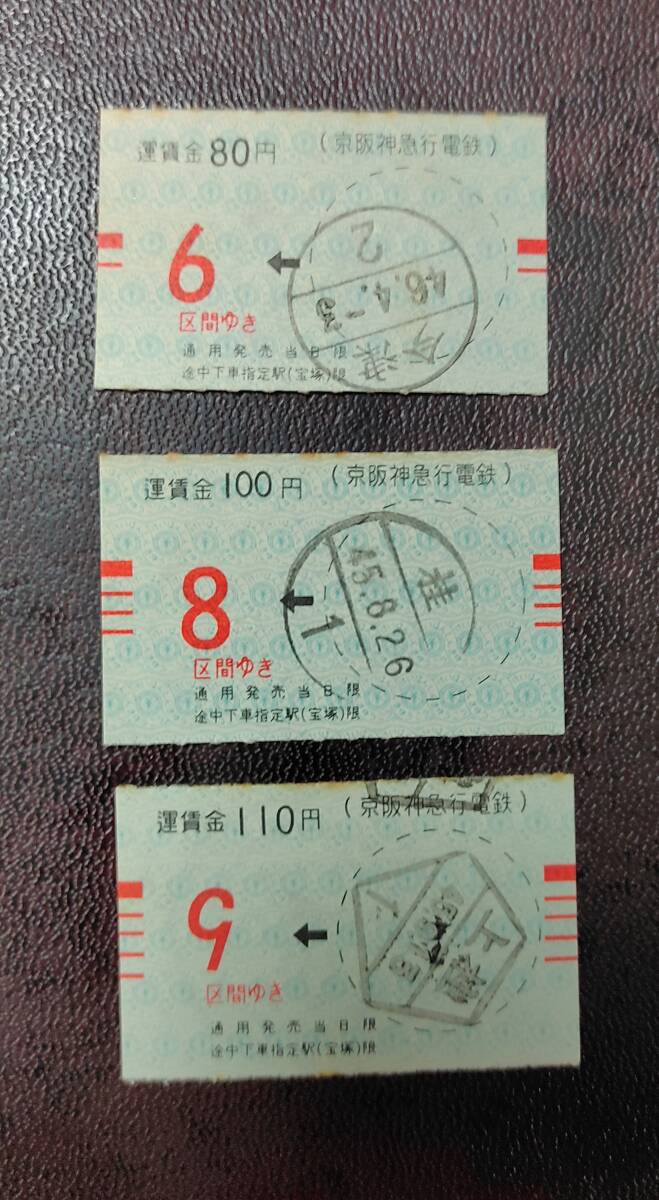 運賃金80円 (京阪神急行電鉄)
6 ←
区間ゆき
通用発売当日限
途中下車指定駅(宝塚)限
2
46.4.-3
今津
運賃金100円 (京阪神急行電鉄)
8 ←
区間ゆき
通用発売当日限
途中下車指定駅(宝塚)限
桂
45.8.26
1
運賃金110円 (京阪神急行電鉄)
9 ←
区間ゆき
通用発売当日限
途中下車指定駅(宝塚)限